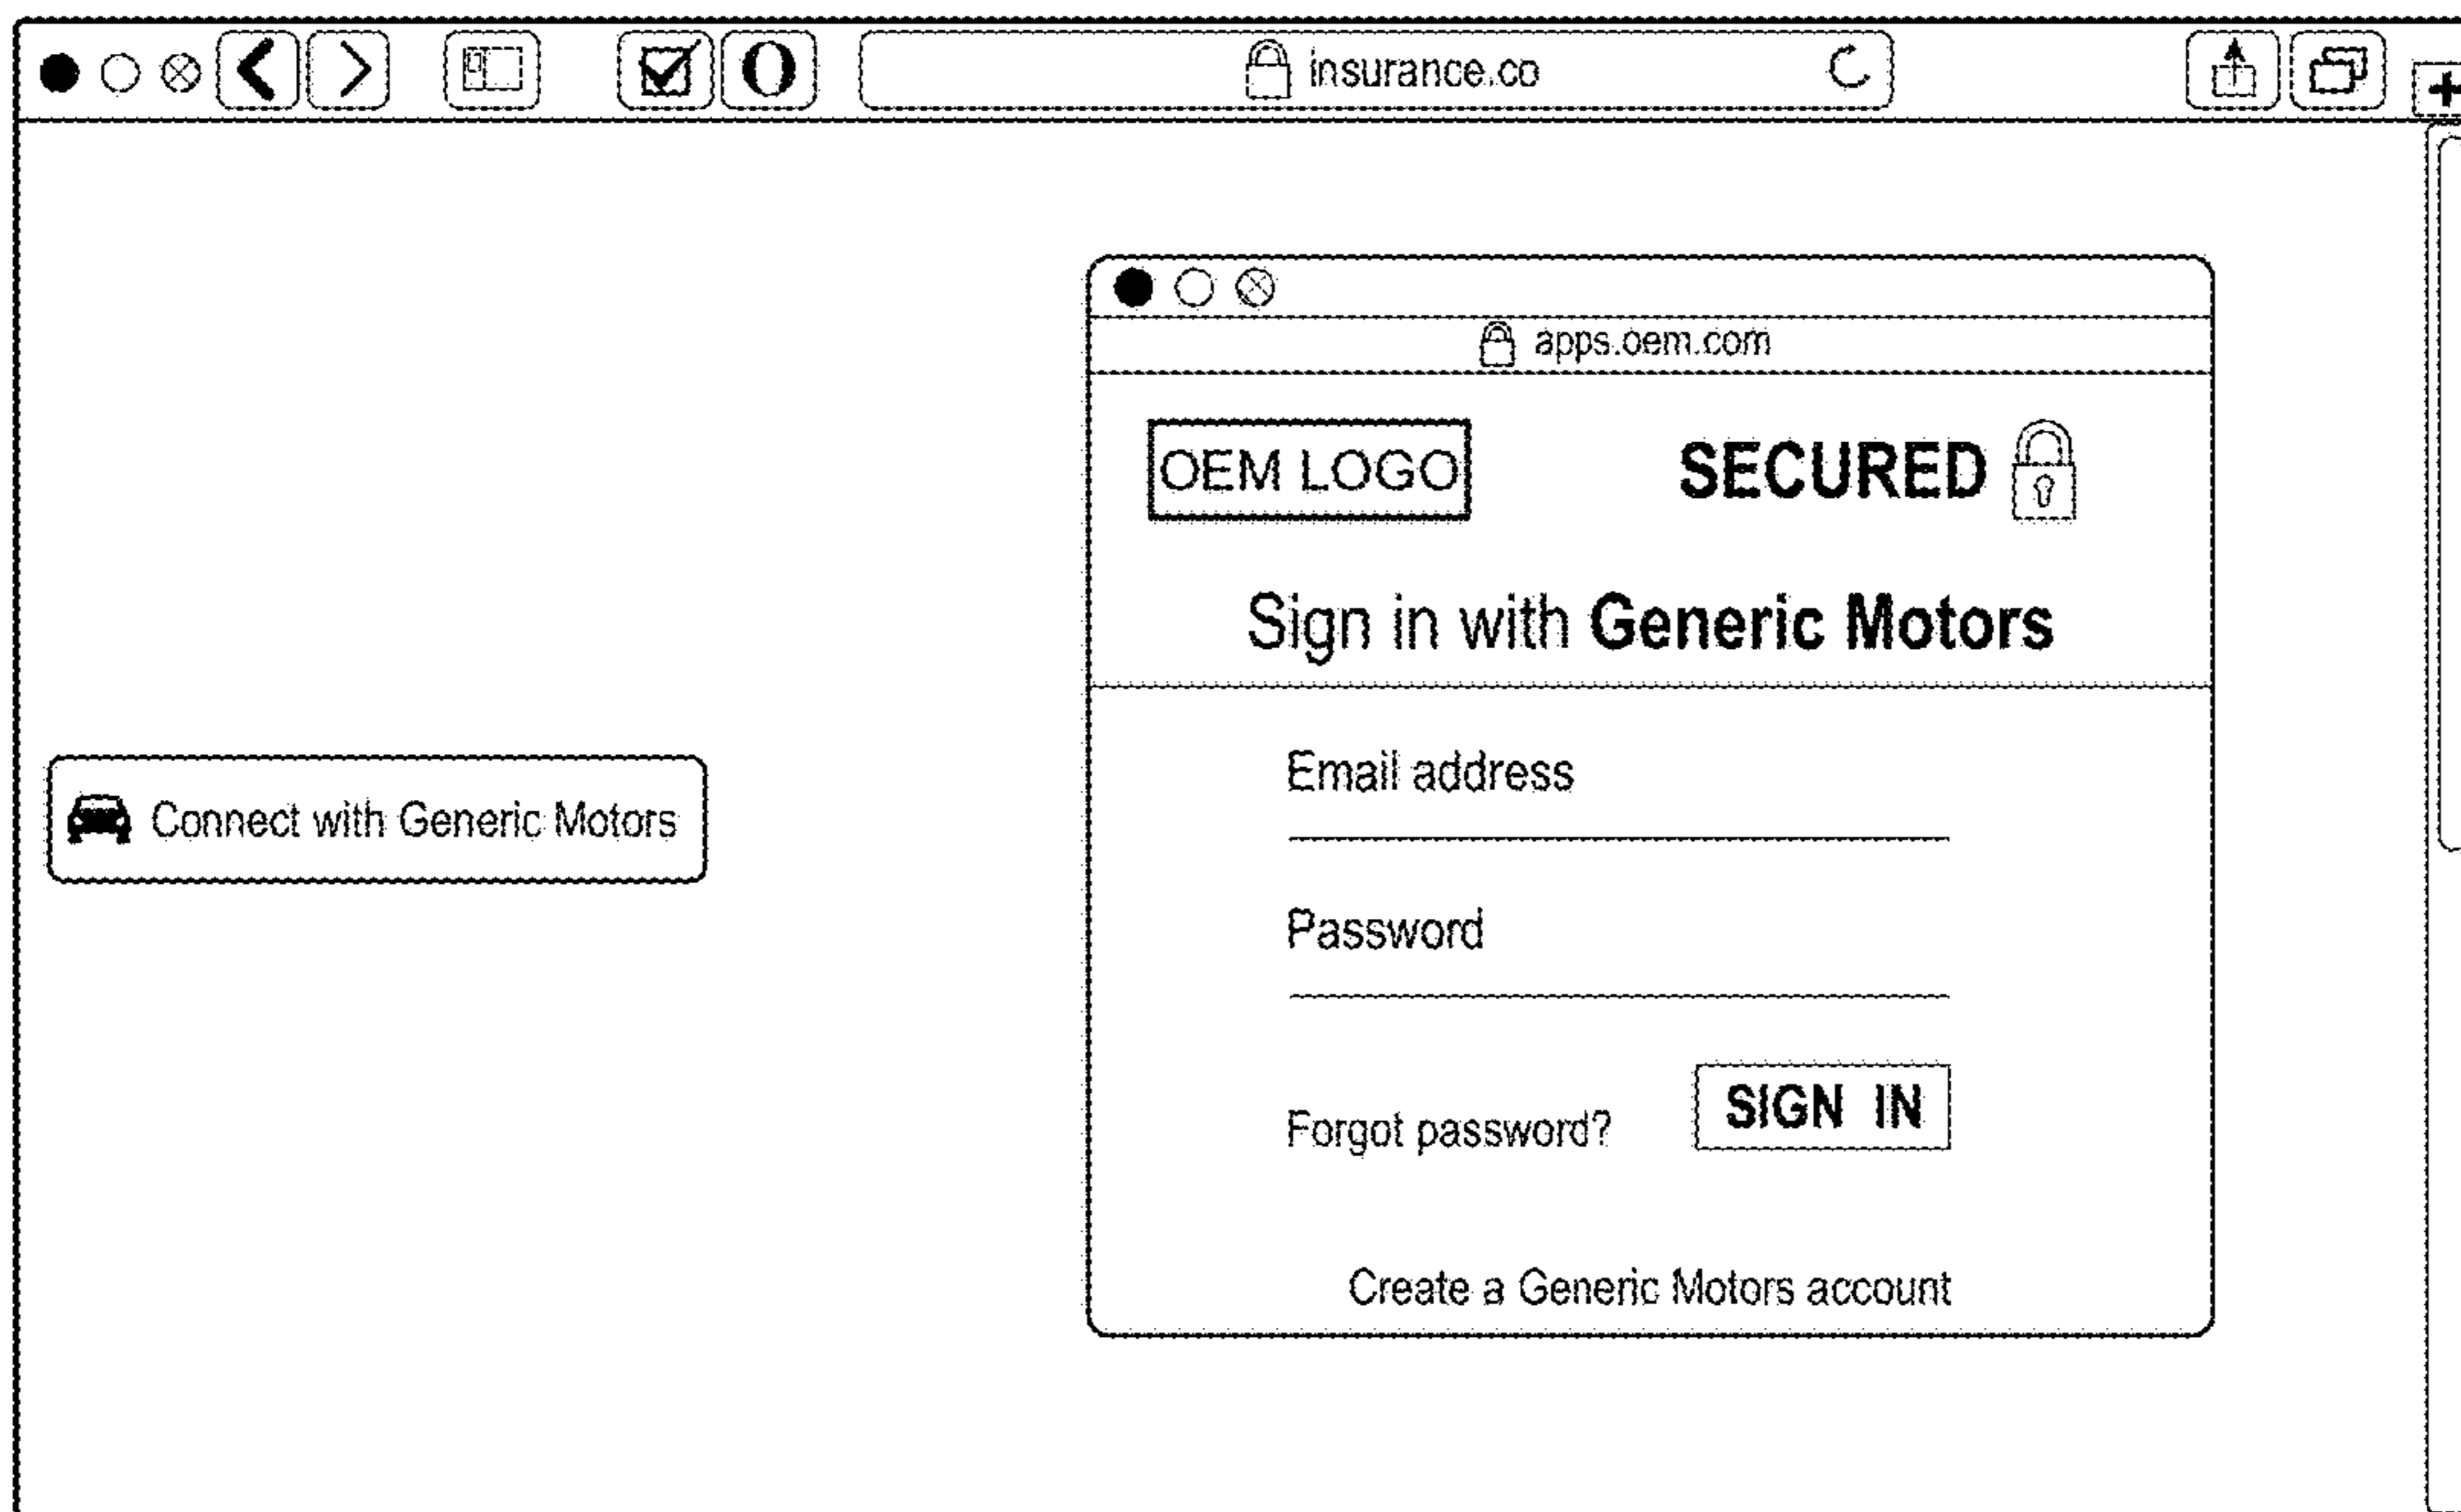 insurance.co
apps.oem.com
OEM LOGO
SECURED
Sign in with Generic Motors
Email address
Connect with Generic Motors
Password
Forgot password?
SIGN IN
Create a Generic Motors account